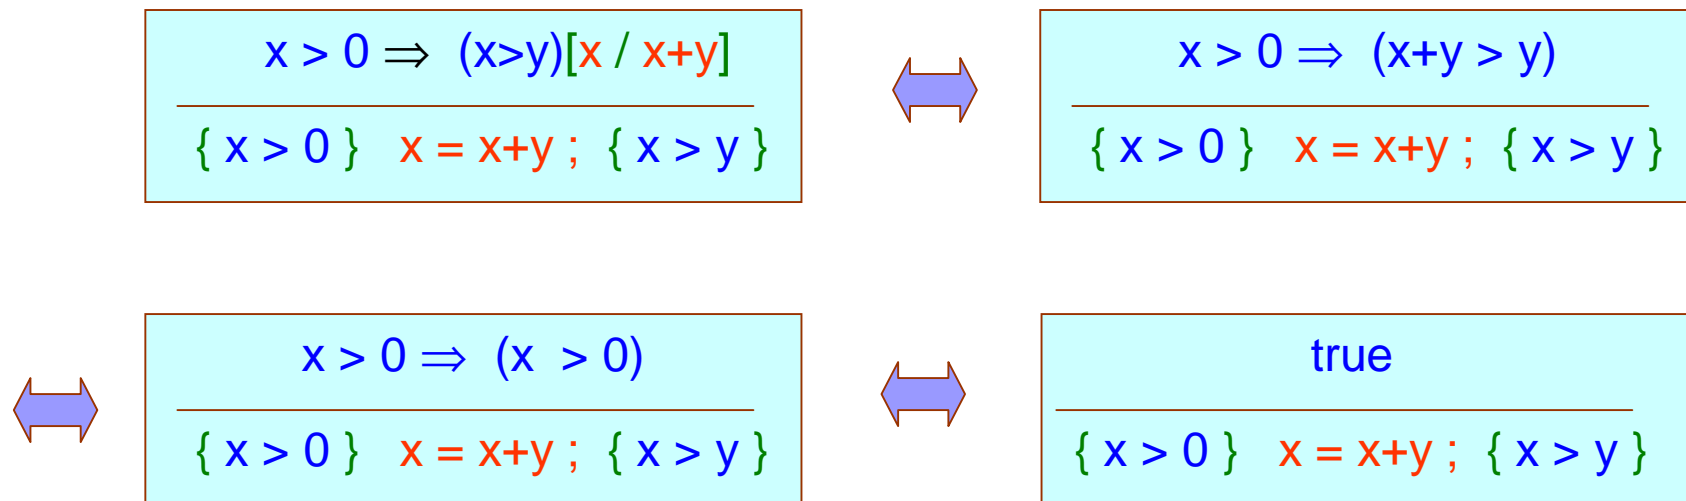 x > 0 ⇒ (x>y)[x / x+y]
{ x > 0 } x = x+y ; { x > y }
x > 0 ⇒ (x+y > y)
{ x > 0 } x = x+y ; { x > y }
x > 0 ⇒ (x > 0)
{ x > 0 } x = x+y ; { x > y }
true
{ x > 0 } x = x+y ; { x > y }